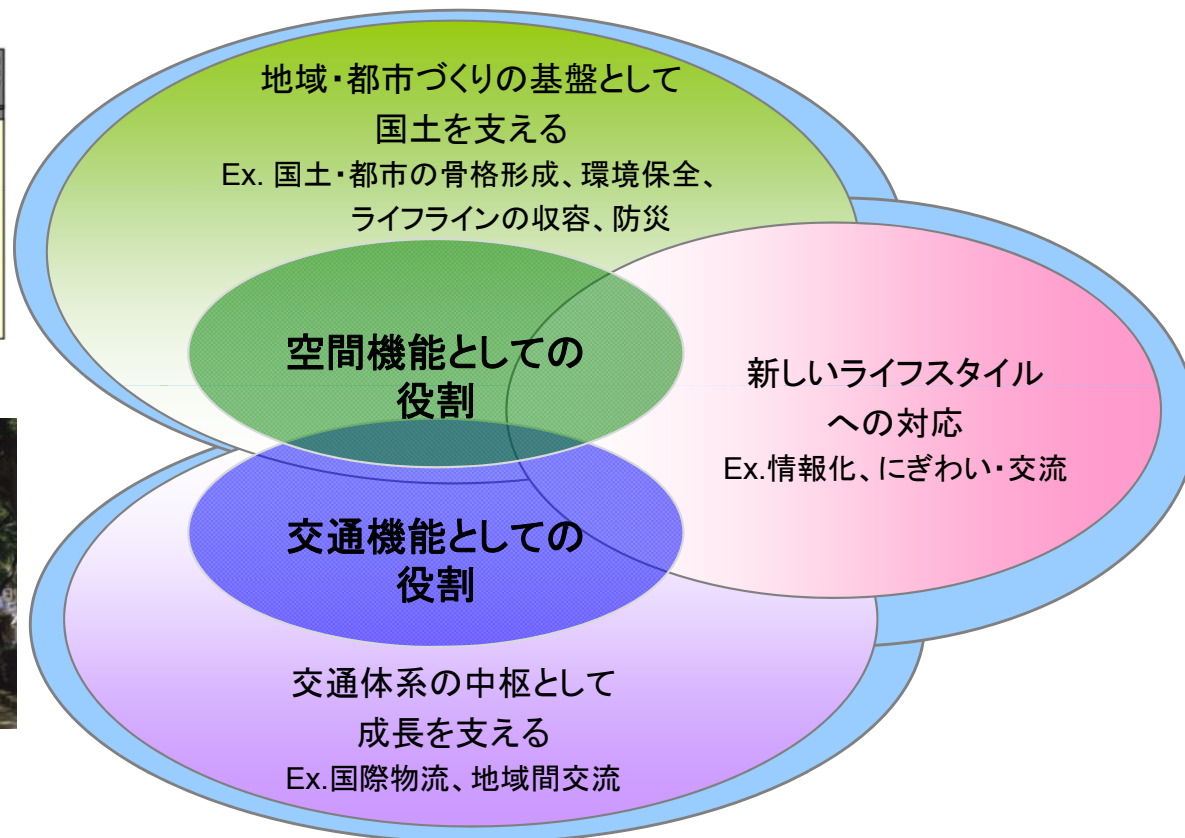 地域・都市づくりの基盤として
国土を支える
Ex. 国土・都市の骨格形成、環境保全、
ライフラインの収容、防災
空間機能としての
役割
新しいライフスタイル
への対応
Ex.情報化、にぎわい・交流
交通機能としての
役割
交通体系の中枢として
成長を支える
Ex.国際物流、地域間交流